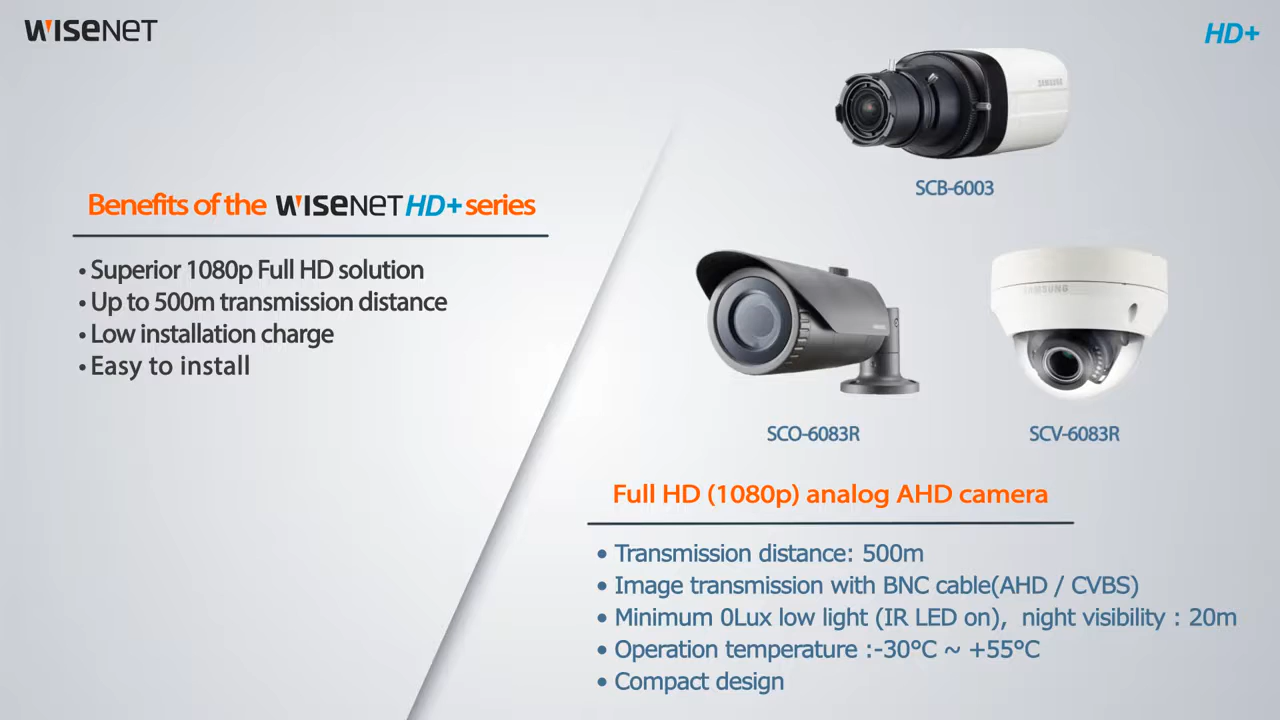 WISENET
HD+
SAMSUNG
SCB-6003
Benefits of the WISENET HD+ series
• Superior 1080p Full HD solution
• Up to 500m transmission distance
• Low installation charge
• Easy to install
SAMSUNG
SCO-6083R
SCV-6083R
Full HD (1080p) analog AHD camera
• Transmission distance: 500m
• Image transmission with BNC cable(AHD / CVBS)
• Minimum 0Lux low light (IR LED on), night visibility : 20m
• Operation temperature :-30°C ~ +55°C
• Compact design